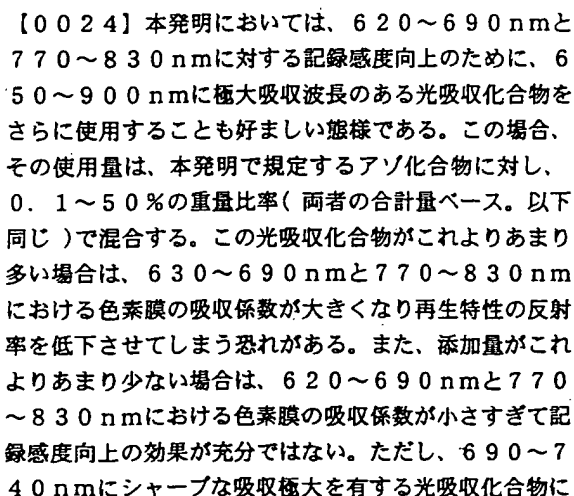 【0024】本発明においては、620～690nmと
770～830nmに対する記録感度向上のために、6
50～900nmに極大吸収波長のある光吸収化合物を
さらに使用することも好ましい態様である。この場合、
その使用量は、本発明で規定するアゾ化合物に対し、
0．1～50％の重量比率（両者の合計量ベース。以下
同じ）で混合する。この光吸収化合物がこれよりあまり
多い場合は、630～690nmと770～830nm
における色素膜の吸収係数が大きくなり再生特性の反射
率を低下させてしまう恐れがある。また、添加量がこれ
よりあまり少ない場合は、620～690nmと770
～830nmにおける色素膜の吸収係数が小さすぎて記
録感度向上の効果が充分ではない。ただし、690～7
40nmにシャープな吸収極大を有する光吸収化合物に